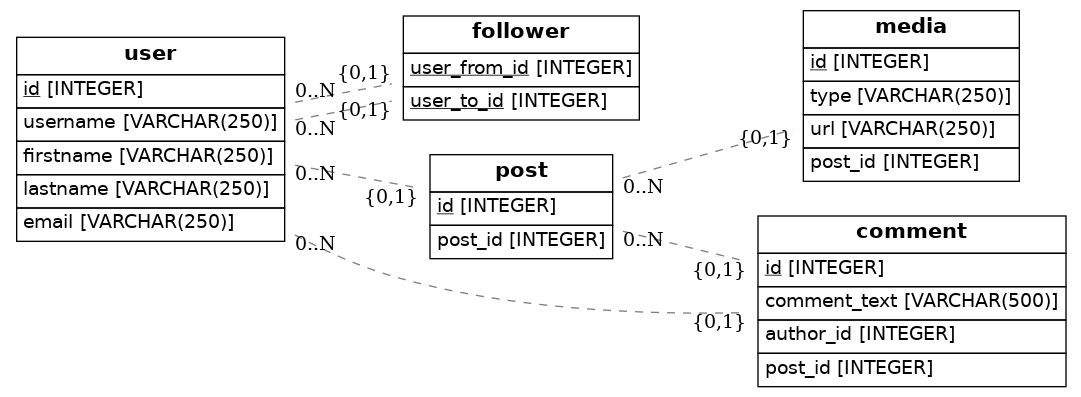 user
id [INTEGER]
username [VARCHAR(250)]
firstname [VARCHAR(250)]
lastname [VARCHAR(250)]
email [VARCHAR(250)]
0..N
{0,1}
0..N
{0,1}
0..N
{0,1}
0..N
{0,1}
follower
user_from_id [INTEGER]
user_to_id [INTEGER]
post
id [INTEGER]
post_id [INTEGER]
0..N
{0,1}
0..N
{0,1}
media
id [INTEGER]
type [VARCHAR(250)]
url [VARCHAR(250)]
post_id [INTEGER]
comment
id [INTEGER]
comment_text [VARCHAR(500)]
author_id [INTEGER]
post_id [INTEGER]